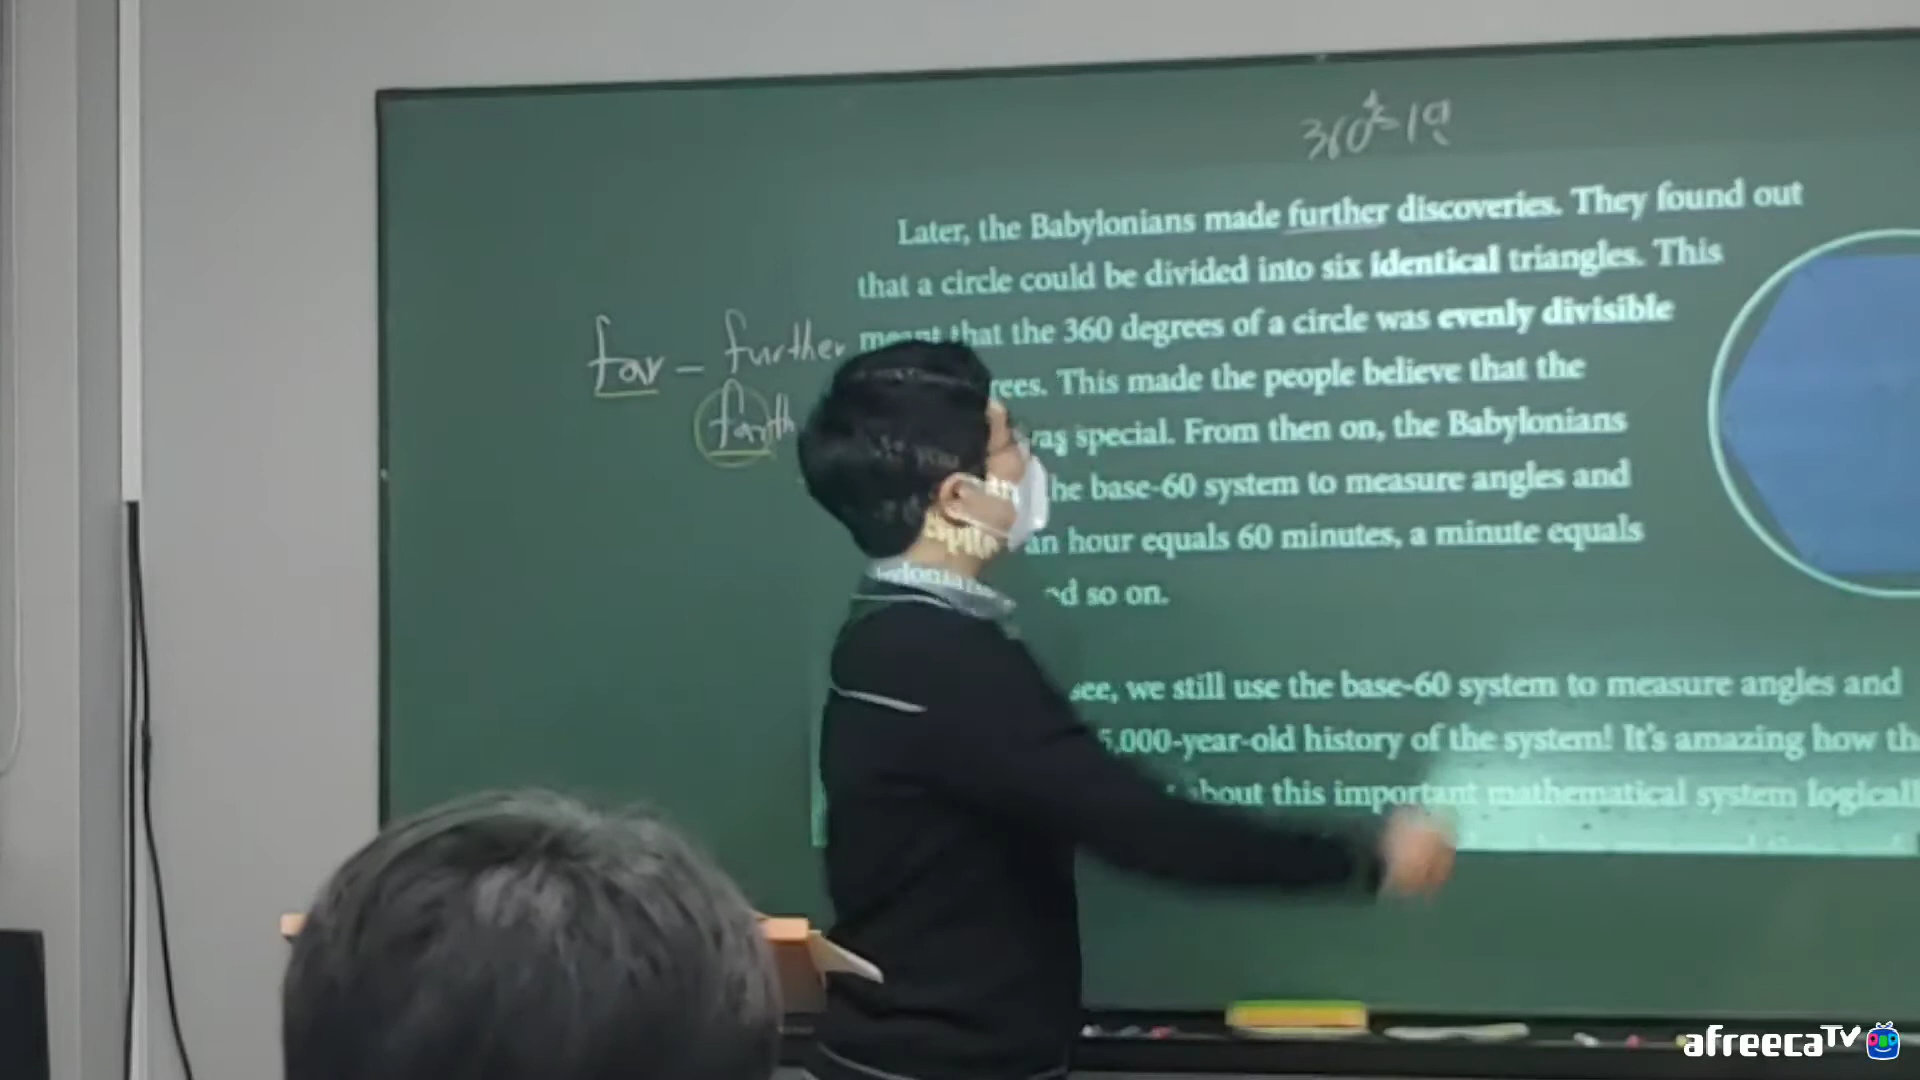 360 1년
Later, the Babylonians made further discoveries. They found out
that a circle could be divided into six identical triangles. This
meant that the 360 degrees of a circle was evenly divisible
rees. This made the people believe that the
was special. From then on, the Babylonians
he base-60 system to measure angles and
an hour equals 60 minutes, a minute equals
d so on.
see, we still use the base-60 system to measure angles and
5,000-year-old history of the system! It's amazing how th
about this important mathematical system logicall
far - further
farth
afreecaTV